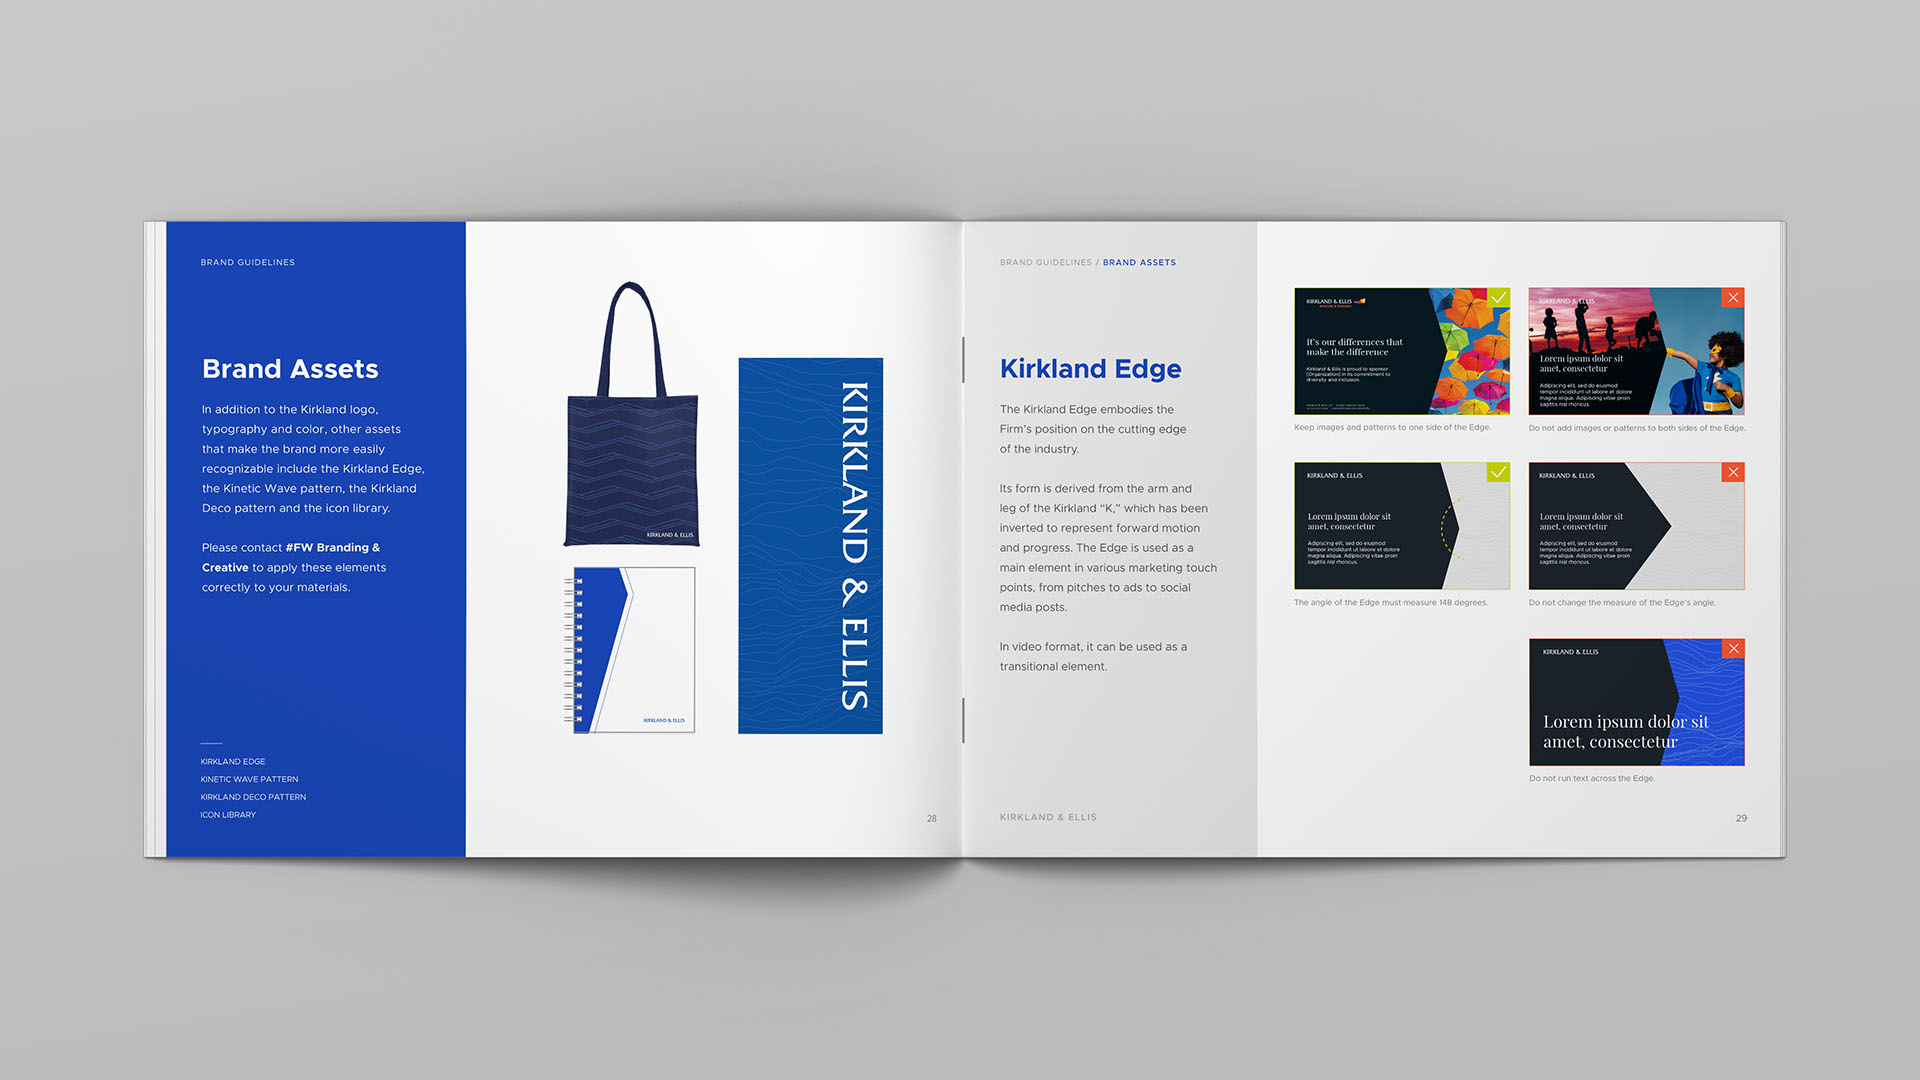 BRAND GUIDELINES
Brand Assets
In addition to the Kirkland logo,
typography and color, other assets
that make the brand more easily
recognizable include the Kirkland Edge,
the Kinetic Wave pattern, the Kirkland
Deco pattern and the icon library.
Please contact #FW Branding &
Creative to apply these elements
correctly to your materials.
KIRKLAND EDGE
KINETIC WAVE PATTERN
KIRKLAND DECO PATTERN
ICON LIBRARY
KIRKLAND & ELLIS
KIRKLAND & ELLIS
KIRKLAND & ELLIS
28
BRAND GUIDELINES / BRAND ASSETS
Kirkland Edge
The Kirkland Edge embodies the
Firm's position on the cutting edge
of the industry.
Its form is derived from the arm and
leg of the Kirkland “K,” which has been
inverted to represent forward motion
and progress. The Edge is used as a
main element in various marketing touch
points, from pitches to ads to social
media posts.
In video format, it can be used as a
transitional element.
KIRKLAND & ELLIS
KIRKLAND & ELLIS
It's our differences that
make the difference
Kirkland & Ellis is proud to sponsor
[Organization] in its commitment to
diversity and inclusion.
Keep images and patterns to one side of the Edge.
KIRKLAND & ELLIS
Lorem ipsum dolor sit
amet, consectetur
Adipiscing elit, sed do eiusmod
tempor incididunt ut labore et dolore
magna aliqua. Adipiscing vitae proin
sagittis nisl rhoncus.
Do not add images or patterns to both sides of the Edge.
KIRKLAND & ELLIS
Lorem ipsum dolor sit
amet, consectetur
Adipiscing elit, sed do eiusmod
tempor incididunt ut labore et dolore
magna aliqua. Adipiscing vitae proin
sagittis nisl rhoncus.
The angle of the Edge must measure 148 degrees.
KIRKLAND & ELLIS
Lorem ipsum dolor sit
amet, consectetur
Adipiscing elit, sed do eiusmod
tempor incididunt ut labore et dolore
magna aliqua. Adipiscing vitae proin
sagittis nisl rhoncus.
Do not change the measure of the Edge's angle.
KIRKLAND & ELLIS
Lorem ipsum dolor sit
amet, consectetur
Do not run text across the Edge.
29